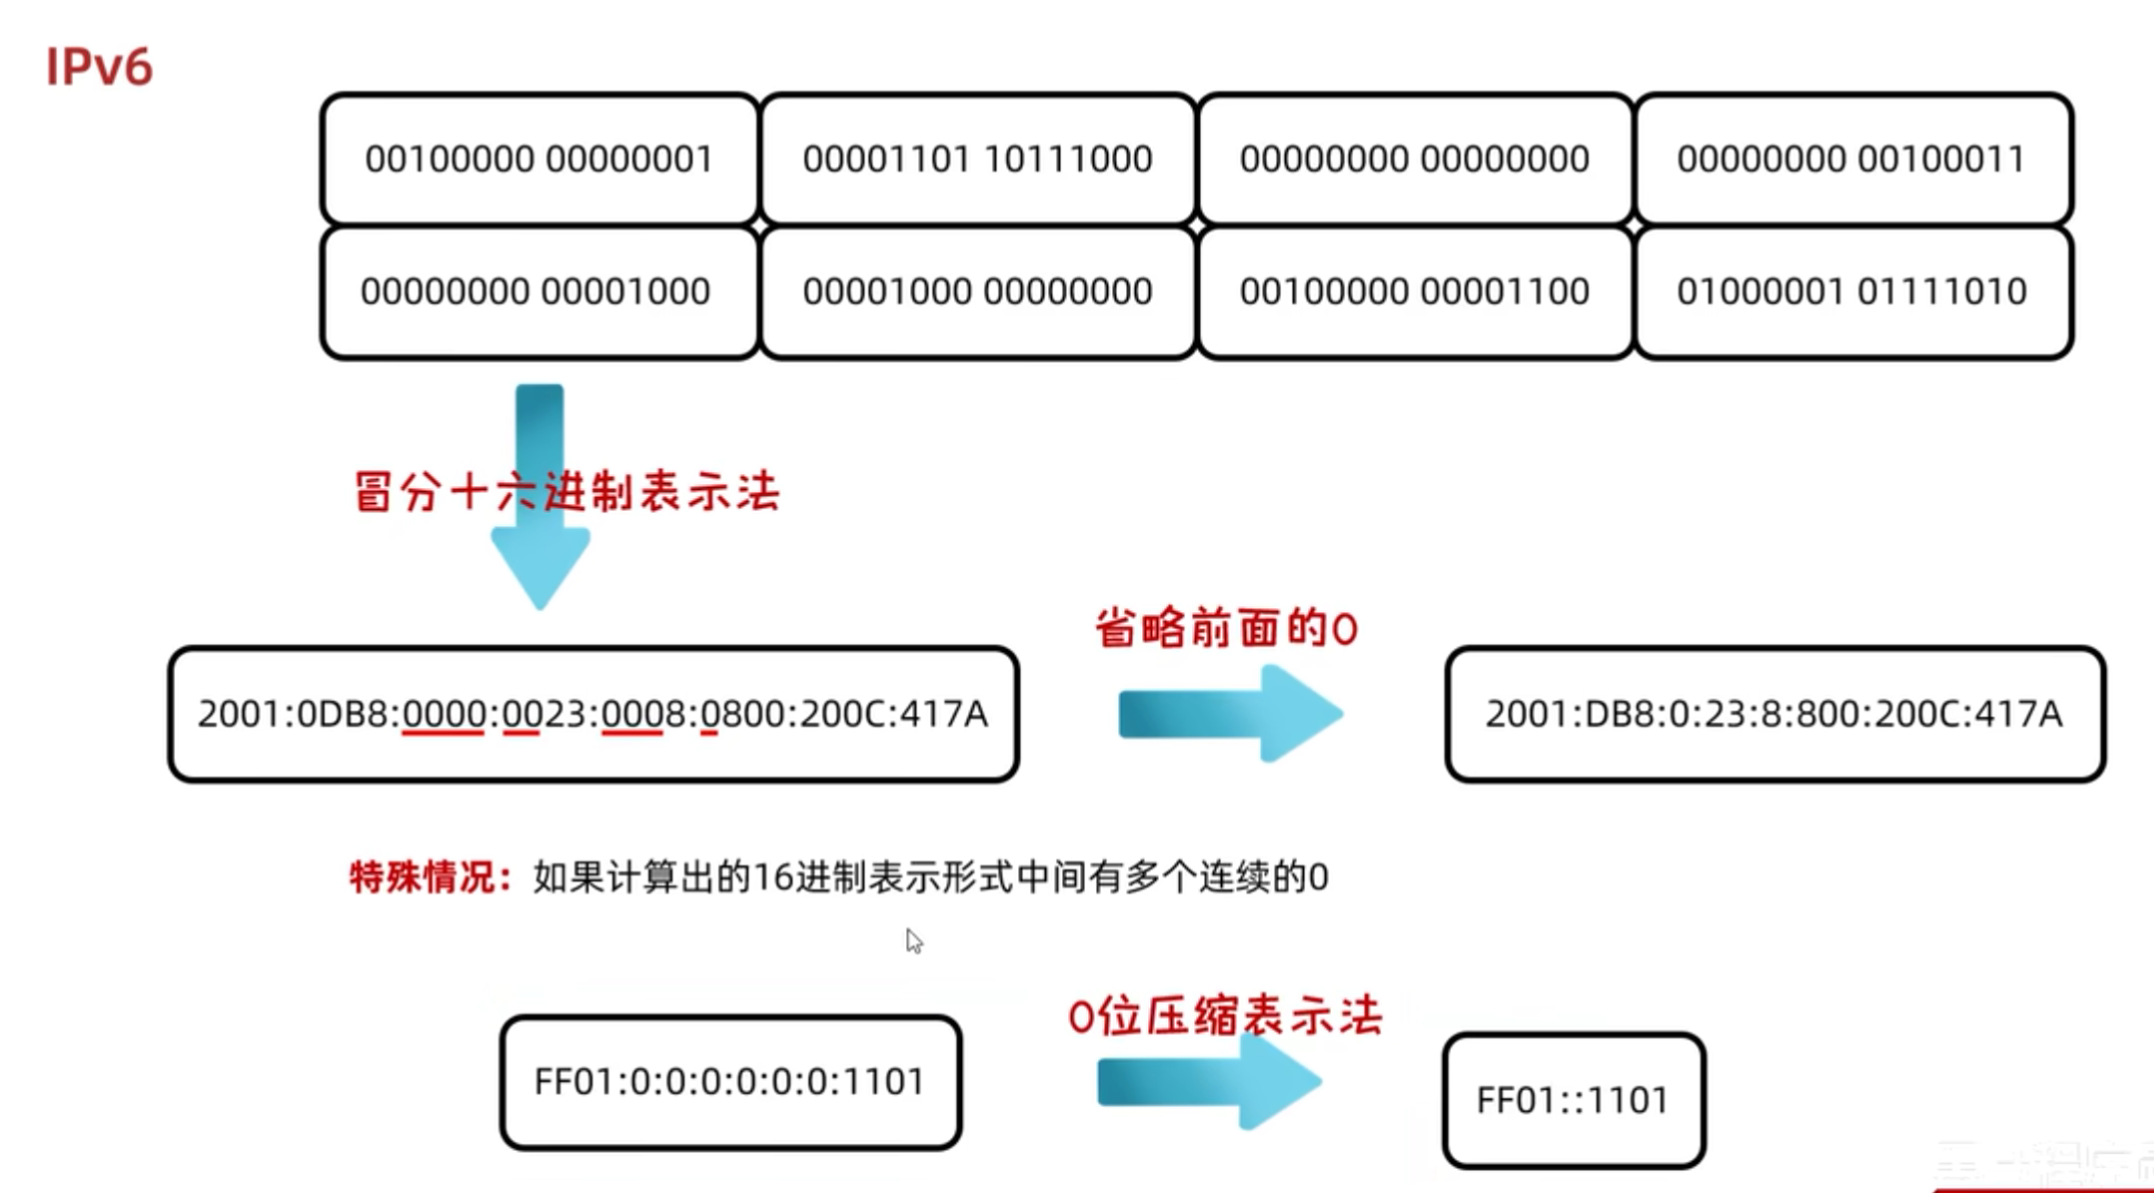 IPv6
00100000 00000001 00001101 10111000 00000000 00000000 00000000 00100011
00000000 00001000 00001000 00000000 00100000 00001100 01000001 01111010
冒分十六进制表示法
省略前面的0
2001:0DB8:0000:0023:0008:0800:200C:417A
2001:DB8:0:23:8:800:200C:417A
特殊情况：如果计算出的16进制表示形式中间有多个连续的0
0位压缩表示法
FF01:0:0:0:0:0:0:1101
FF01::1101